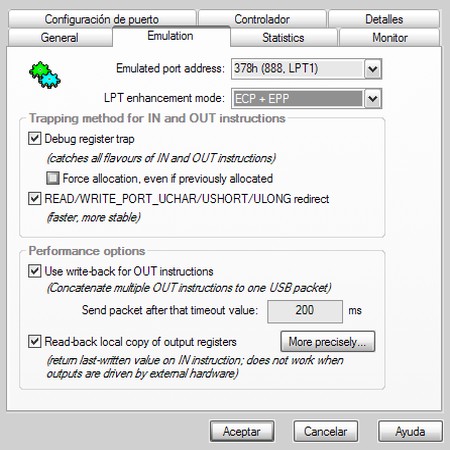 Configuración de puerto
Controlador
Detalles
General
Emulation
Statistics
Monitor
Emulated port address: 378h (888, LPT1)
LPT enhancement mode: ECP + EPP
Trapping method for IN and OUT instructions
Debug register trap
(catches all flavours of IN and OUT instructions)
Force allocation, even if previously allocated
READ/WRITE_PORT_UCHAR/USHORT/ULONG redirect
(faster, more stable)
Performance options
Use write-back for OUT instructions
(Concatenate multiple OUT instructions to one USB packet)
Send packet after that timeout value: 200 ms
Read-back local copy of output registers More precisely...
(return last-written value on IN instruction; does not work when
outputs are driven by external hardware)
Aceptar Cancelar Ayuda